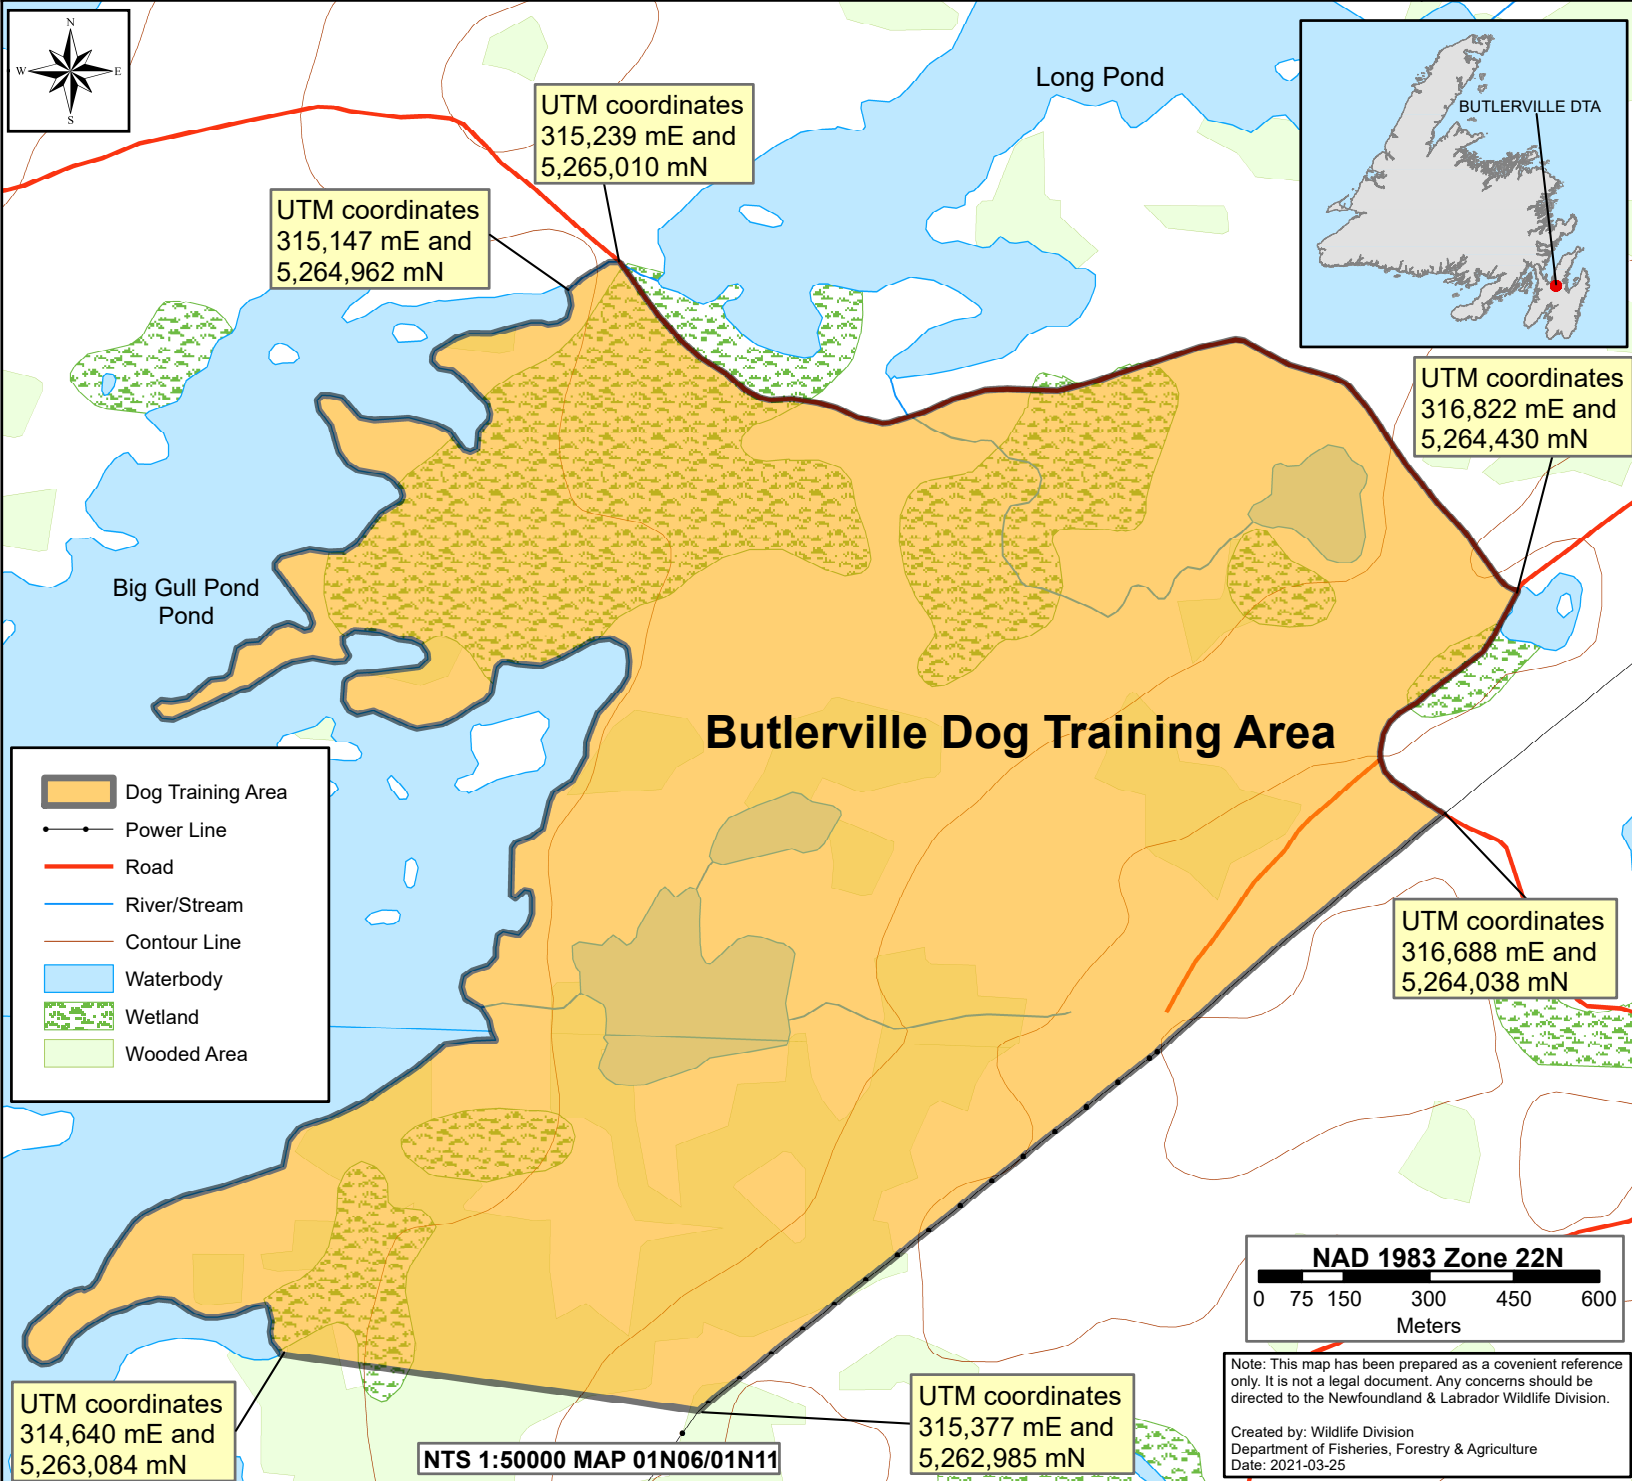 N
W E
S
Long Pond
BUTLERVILLE DTA
UTM coordinates
315,239 mE and
5,265,010 mN
UTM coordinates
315,147 mE and
5,264,962 mN
UTM coordinates
316,822 mE and
5,264,430 mN
Big Gull Pond
Pond
Butlerville Dog Training Area
Dog Training Area
Power Line
Road
River/Stream
Contour Line
Waterbody
Wetland
Wooded Area
UTM coordinates
316,688 mE and
5,264,038 mN
NAD 1983 Zone 22N
0 75 150 300 450 600
Meters
Note: This map has been prepared as a covenient reference
only. It is not a legal document. Any concerns should be
directed to the Newfoundland & Labrador Wildlife Division.
Created by: Wildlife Division
Department of Fisheries, Forestry & Agriculture
Date: 2021-03-25
UTM coordinates
314,640 mE and
5,263,084 mN
UTM coordinates
315,377 mE and
5,262,985 mN
NTS 1:50000 MAP 01N06/01N11